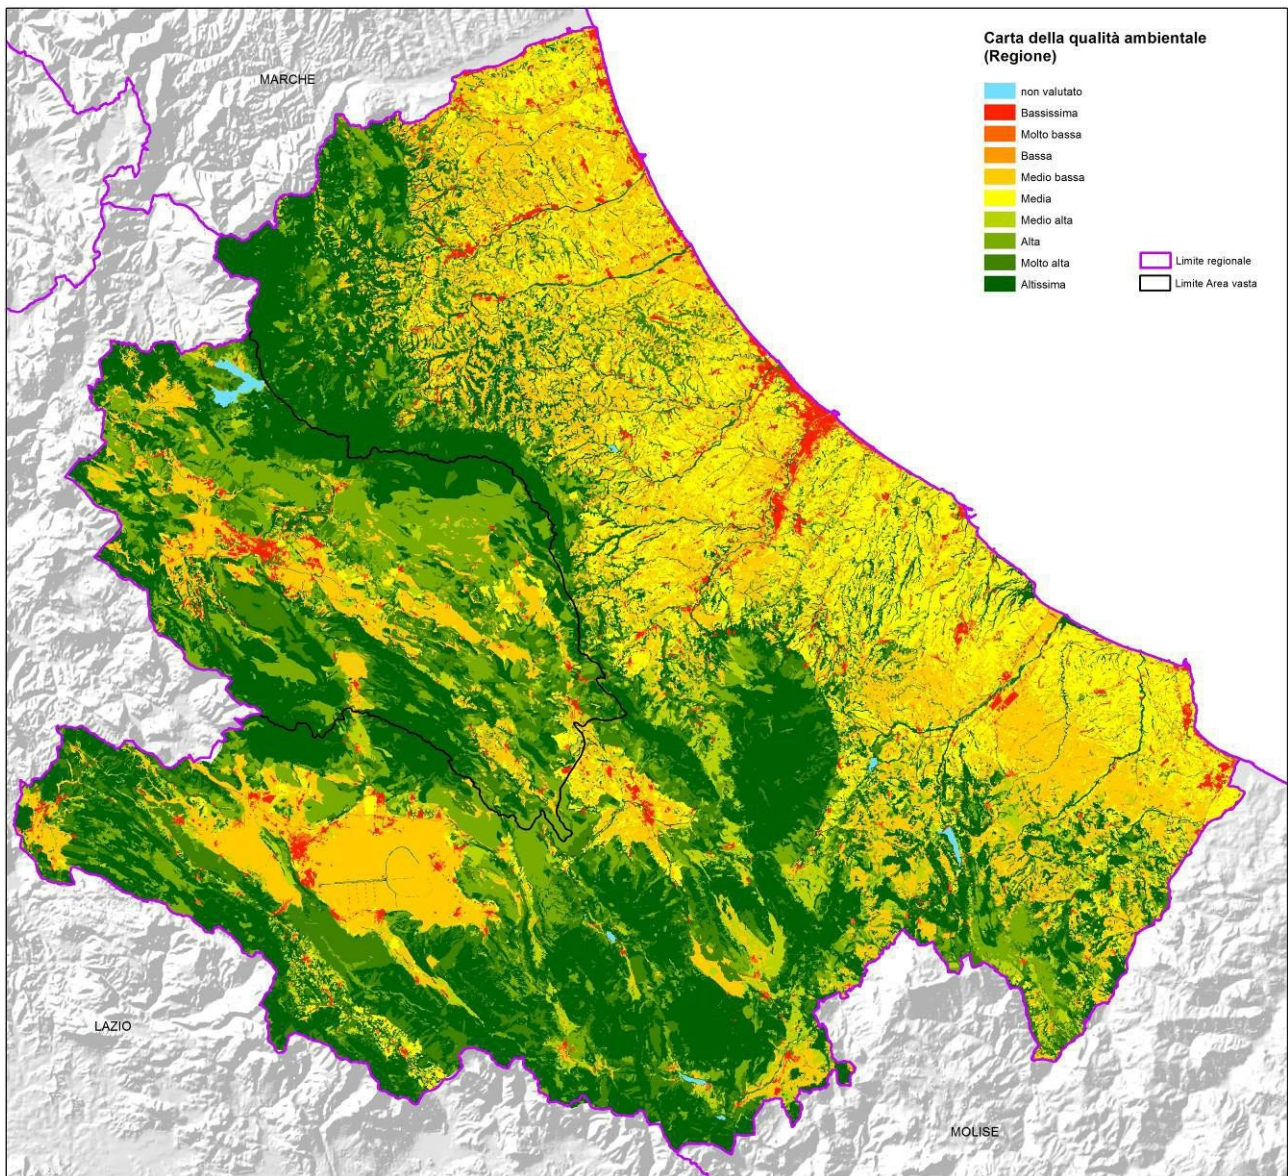 Carta della qualità ambientale
(Regione)
non valutato
Bassissima
Molto bassa
Bassa
Medio bassa
Media
Medio alta
Alta
Molto alta
Altissima
Limite regionale
Limite Area vasta
MARCHE
LAZIO
MOLISE